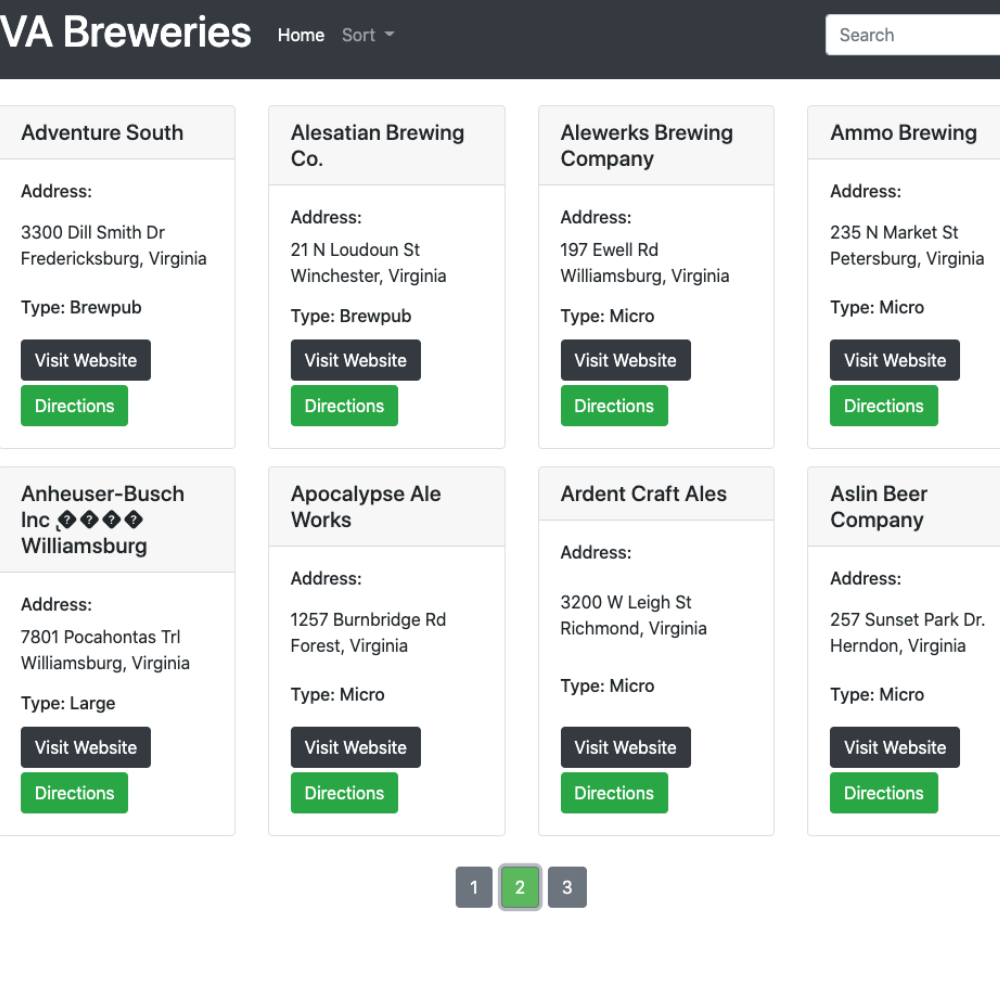 VA Breweries
Home
Sort
Search
Adventure South
Address:
3300 Dill Smith Dr
Fredericksburg, Virginia
Type: Brewpub
Visit Website
Directions
Alesatian Brewing
Co.
Address:
21 N Loudoun St
Winchester, Virginia
Type: Brewpub
Visit Website
Directions
Alewerks Brewing
Company
Address:
197 Ewell Rd
Williamsburg, Virginia
Type: Micro
Visit Website
Directions
Ammo Brewing
Address:
235 N Market St
Petersburg, Virginia
Type: Micro
Visit Website
Directions
Anheuser-Busch
Inc ̢����
Williamsburg
Address:
7801 Pocahontas Trl
Williamsburg, Virginia
Type: Large
Visit Website
Directions
Apocalypse Ale
Works
Address:
1257 Burnbridge Rd
Forest, Virginia
Type: Micro
Visit Website
Directions
Ardent Craft Ales
Address:
3200 W Leigh St
Richmond, Virginia
Type: Micro
Visit Website
Directions
Aslin Beer
Company
Address:
257 Sunset Park Dr.
Herndon, Virginia
Type: Micro
Visit Website
Directions
1
2
3